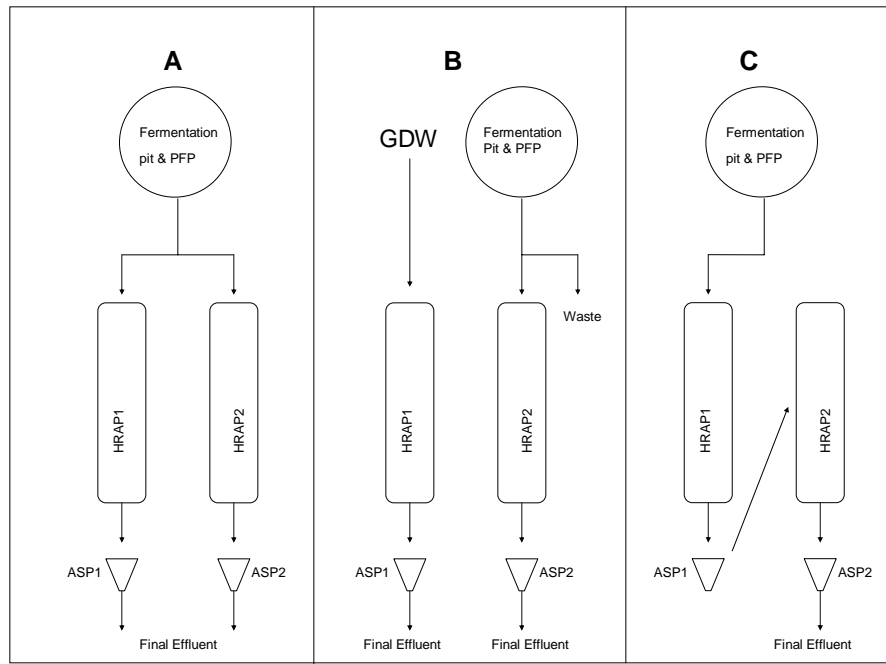 A
Fermentation
pit & PFP
HRAP1
HRAP2
ASP1
ASP2
Final Effluent
B
GDW
Fermentation
Pit & PFP
Waste
HRAP1
HRAP2
ASP1
ASP2
Final Effluent
Final Effluent
C
Fermentation
pit & PFP
HRAP1
HRAP2
ASP1
ASP2
Final Effluent